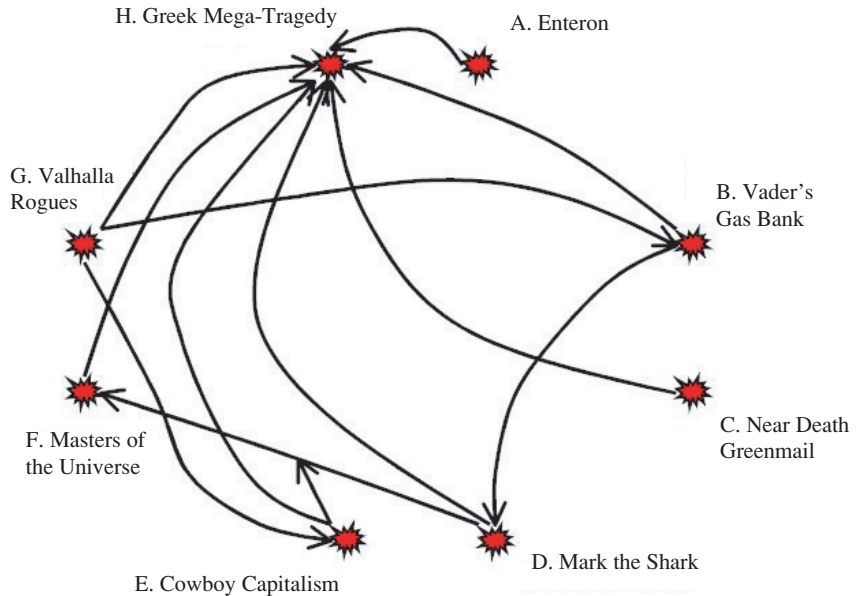 H. Greek Mega-Tragedy
A. Enteron
G. Valhalla
Rogues
B. Vader’s
Gas Bank
C. Near Death
Greenmail
F. Masters of
the Universe
D. Mark the Shark
E. Cowboy Capitalism